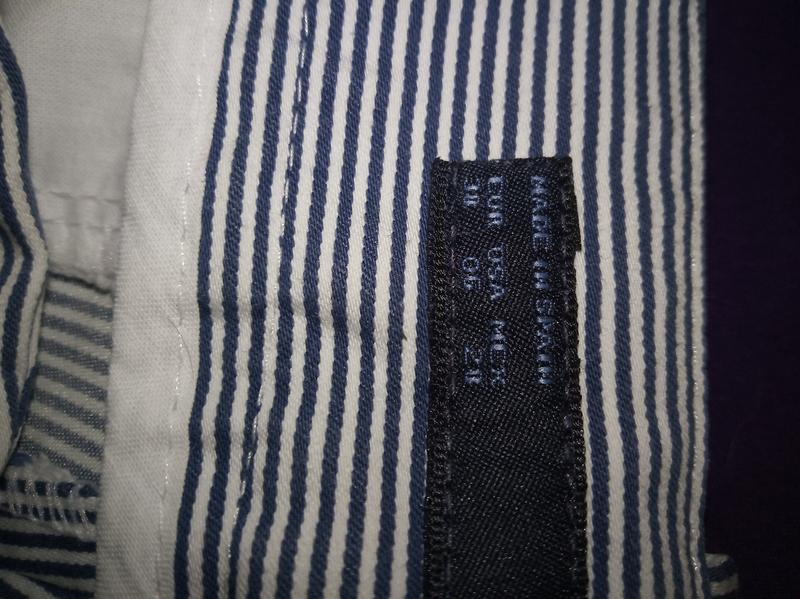 MADE IN SPAIN
EUR USA MEX
38 06 28